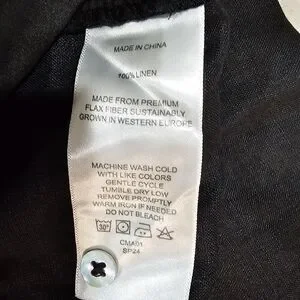 MADE IN CHINA
100% LINEN
MADE FROM PREMIUM
FLAX FIBER SUSTAINABLY
GROWN IN WESTERN EUROPE
MACHINE WASH COLD
WITH LIKE COLORS
GENTLE CYCLE
TUMBLE DRY LOW
REMOVE PROMPTLY
WARM IRON IF NEEDED
DO NOT BLEACH
30°
CMA01
SP24